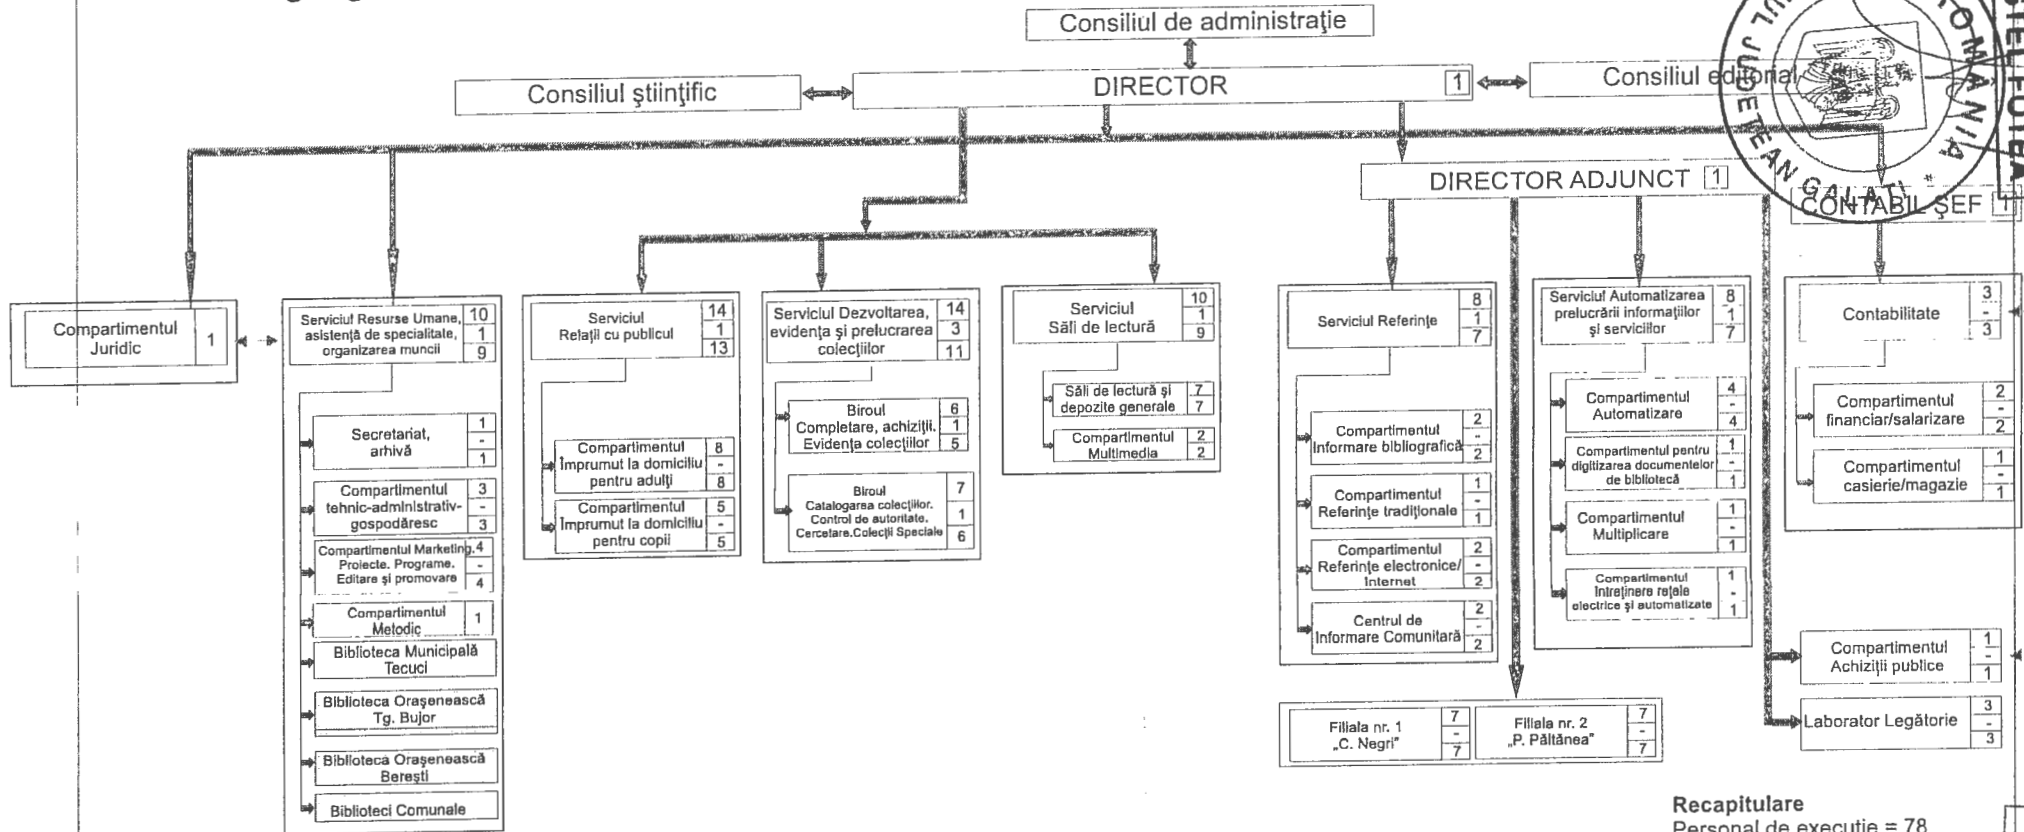 Consiliul de administraţie
Consiliul ştiinţific
DIRECTOR 1
Consiliul editorial
ROMÂNIA
JUDEŢEAN GALAŢI *
DIRECTOR ADJUNCT 1
CONTABIL ŞEF 1
Compartimentul
Juridic
1
Serviciul Resurse Umane,
asistenţă de specialitate,
organizarea muncii
10
1
9
Secretariat,
arhivă
1
-
1
Compartimentul
tehnic-administrativ-
gospodăresc
3
-
3
Compartimentul Marketing.
Proiecte. Programe.
Editare şi promovare
4
-
4
Compartimentul
Metodic
1
Biblioteca Municipală
Tecuci
Biblioteca Orăşenească
Tg. Bujor
Biblioteca Orăşenească
Bereşti
Biblioteci Comunale
Serviciul
Relaţii cu publicul
14
1
13
Compartimentul
Împrumut la domiciliu
pentru adulţi
8
-
8
Compartimentul
Împrumut la domiciliu
pentru copii
5
-
5
Serviciul Dezvoltarea,
evidenţa şi prelucrarea
colecţiilor
14
3
11
Biroul
Completare, achiziţii.
Evidenţa colecţiilor
6
1
5
Biroul
Catalogarea colecţiilor.
Control de autoritate.
Cercetare.Colecţii Speciale
7
1
6
Serviciul
Săli de lectură
10
1
9
Săli de lectură şi
depozite generale
7
7
Compartimentul
Multimedia
2
2
Serviciul Referinţe
8
1
7
Compartimentul
Informare bibliografică
2
-
2
Compartimentul
Referinţe tradiţionale
1
-
1
Compartimentul
Referinţe electronice/
Internet
2
-
2
Centrul de
Informare Comunitară
2
-
2
Serviciul Automatizarea
prelucrării informaţiilor
şi serviciilor
8
1
7
Compartimentul
Automatizare
4
-
4
Compartimentul pentru
digitizarea documentelor
de bibliotecă
1
-
1
Compartimentul
Multiplicare
1
-
1
Compartimentul
Întreţinere reţele
electrice şi automatizate
1
-
1
Contabilitate
3
-
3
Compartimentul
financiar/salarizare
2
-
2
Compartimentul
casierie/magazie
1
-
1
Compartimentul
Achiziţii publice
1
-
1
Laborator Legătorie
3
-
3
Filiala nr. 1
„C. Negri”
7
-
7
Filiala nr. 2
„P. Păltănea”
7
-
7
Recapitulare
Personal de execuţie = 78